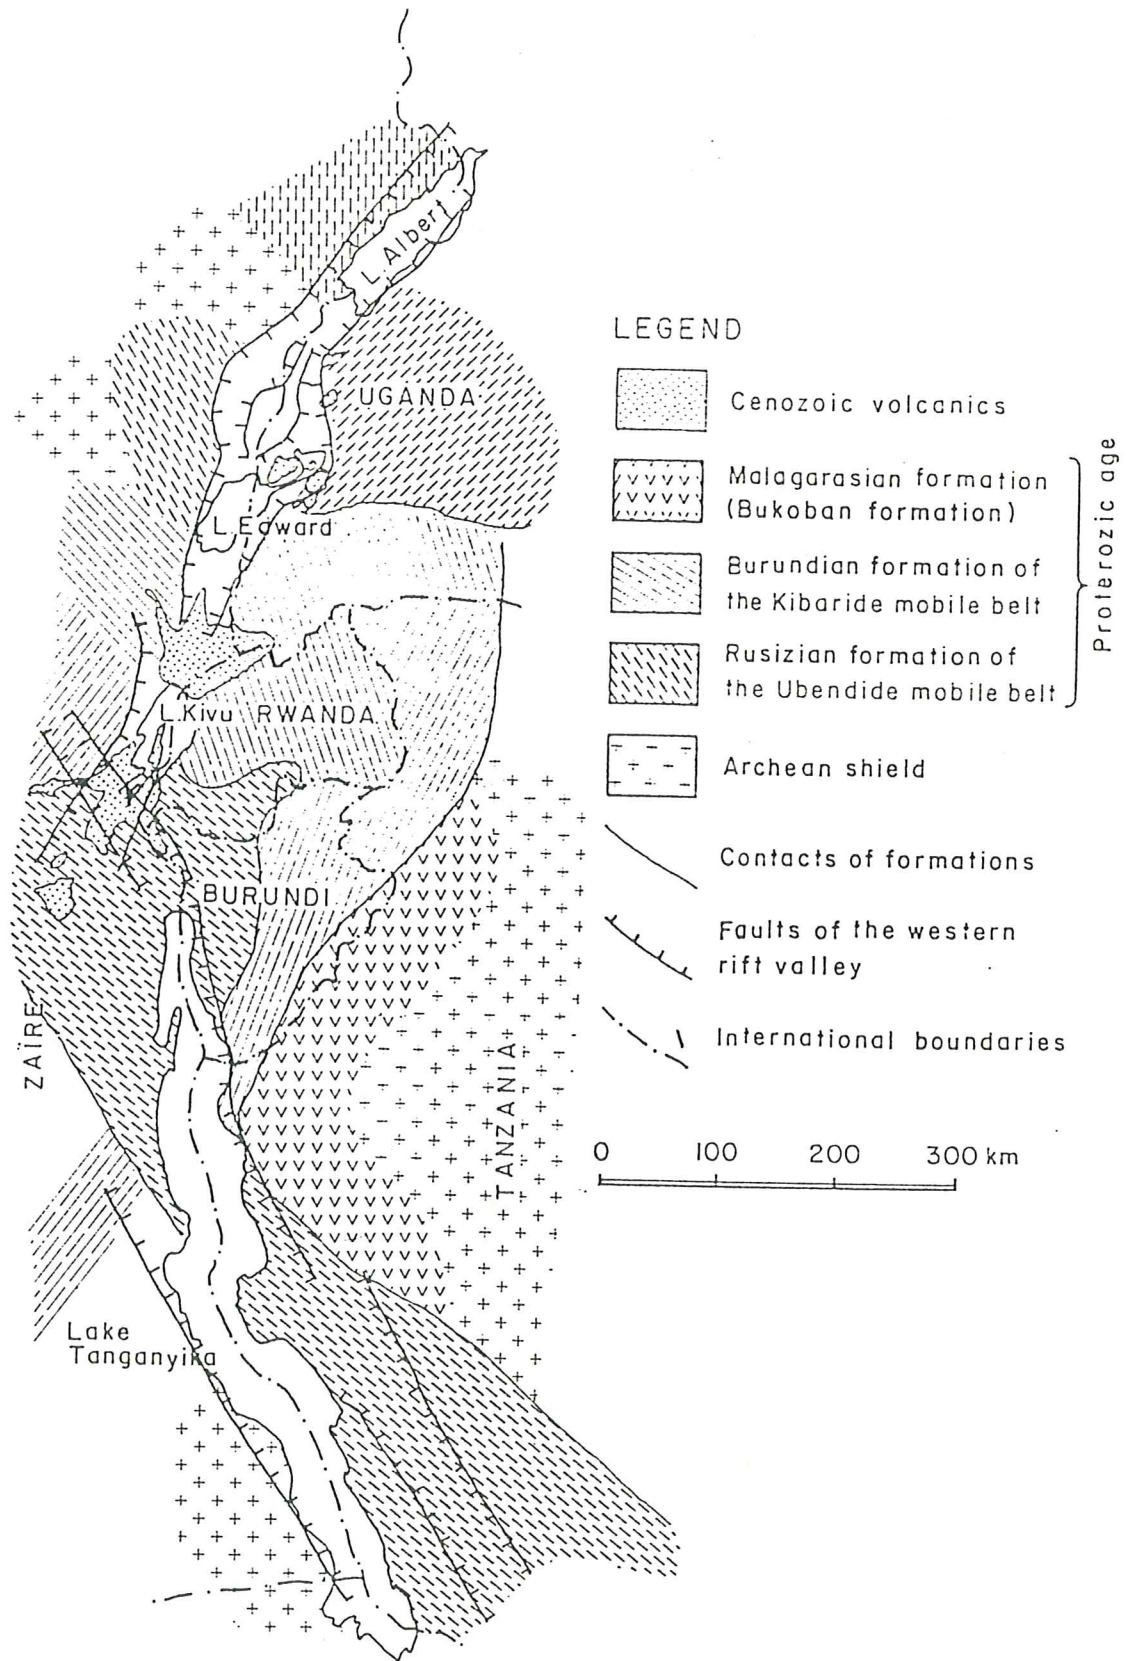 L. Albert
UGANDA
L. Edward
L. Kivu
RWANDA
BURUNDI
ZAÏRE
TANZANIA
Lake
Tanganyika
LEGEND
Cenozoic volcanics
Malagarasian formation
(Bukoban formation)
Burundian formation of
the Kibaride mobile belt
Rusizian formation of
the Ubendide mobile belt
Proterozic age
Archean shield
Contacts of formations
Faults of the western
rift valley
International boundaries
0 100 200 300 km